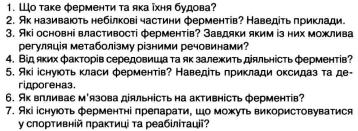 1. Що таке ферменти та яка їхня будова?
2. Як називають небілкові частини ферментів? Наведіть приклади.
3. Які основні властивості ферментів? Завдяки яким із них можлива
регуляція метаболізму різними речовинами?
4. Від яких факторів середовища та як залежить діяльність ферментів?
5. Які існують класи ферментів? Наведіть приклади оксидаз та де-
гідрогеназ.
6. Як впливає м’язова діяльність на активність ферментів?
7. Які існують ферментні препарати, що можуть використовуватися
у спортивній практиці та реабілітації?